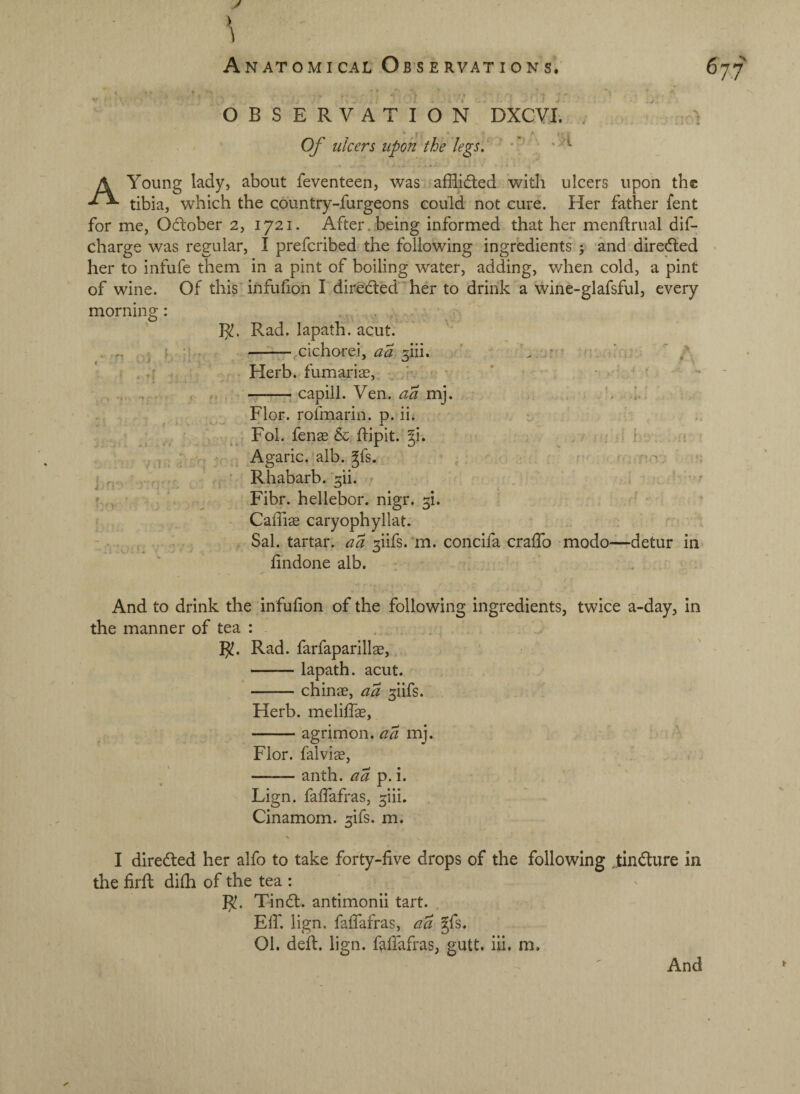 ANATOMICAL OBSERVATIONS. 677
OBSERVATION DXCVI.
Of ulcers upon the legs.
A Young lady, about ſeventeen, was afflicted with ulcers upon the
tibia, which the country-ſurgeons could not cure. Her father ſent
for me, October 2, 1721. After being informed that her menſtrual diſ-
charge was regular, I preſcribed the following ingredients ; and directed
her to infuſe them in a pint of boiling water, adding, when cold, a pint
of wine. Of this infuſion I directed her to drink a wine-glaſsful, every
morning :
℞. Rad. lapath. acut.
—— cichorei, aā ʒiii.
Herb. fumariæ,
—— capill. Ven. aā mj.
Flor. roſmarin. p. ii.
Fol. ſenæ & ſtipit. ℥j.
Agaric. alb. ℥ſs.
Rhabarb. ʒii.
Fibr. hellebor. nigr. ʒi.
Caſſiæ caryophyllat.
Sal. tartar. aā ʒiiſs. m. conciſa craſſo modo—detur in
ſindone alb.
And to drink the infuſion of the following ingredients, twice a-day, in
the manner of tea :
℞. Rad. ſarſaparillæ,
—— lapath. acut.
—— chinæ, aā ʒiiſs.
Herb. meliſſæ,
—— agrimon. aā mj.
Flor. ſalviæ,
—— anth. aā p. i.
Lign. ſaſſafras, ʒiii.
Cinamom. ʒiſs. m.
I directed her alſo to take forty-five drops of the following tincture in
the firſt diſh of the tea :
℞. Tinct. antimonii tart.
Eſſ. lign. ſaſſafras, aā ℥ſs.
Ol. deſt. lign. ſaſſafras, gutt. iii. m.
And